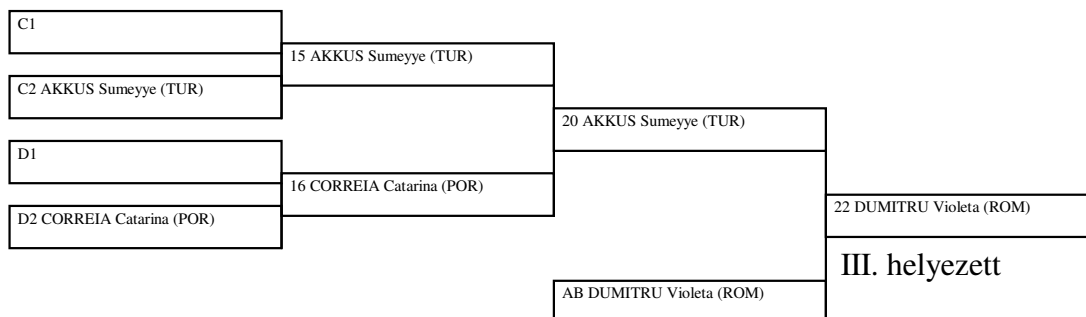 C1
15 AKKUS Sumeyye (TUR)
C2 AKKUS Sumeyye (TUR)
20 AKKUS Sumeyye (TUR)
D1
16 CORREIA Catarina (POR)
D2 CORREIA Catarina (POR)
22 DUMITRU Violeta (ROM)
III. helyezett
AB DUMITRU Violeta (ROM)